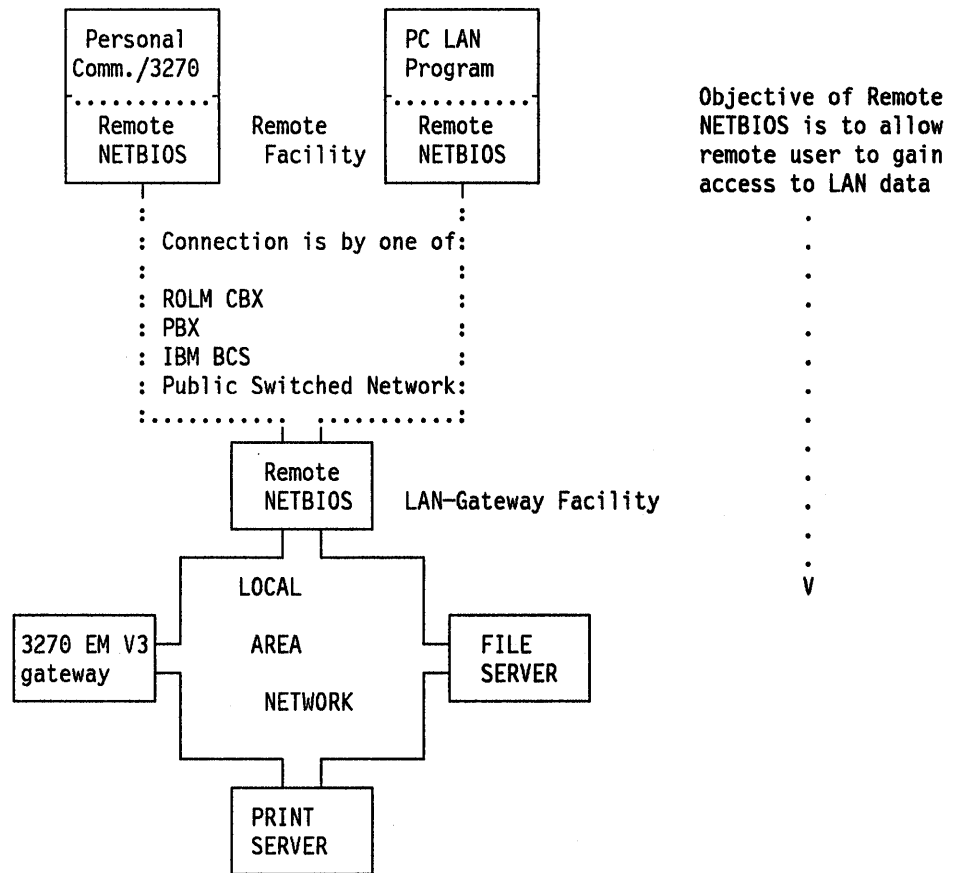 Personal
Comm./3270
Remote
NETBIOS
Remote
Facility
PC LAN
Program
Remote
NETBIOS
Objective of Remote
NETBIOS is to allow
remote user to gain
access to LAN data
Connection is by one of:
ROLM CBX
PBX
IBM BCS
Public Switched Network:
Remote
NETBIOS
LAN-Gateway Facility
LOCAL
AREA
NETWORK
3270 EM V3
gateway
FILE
SERVER
PRINT
SERVER